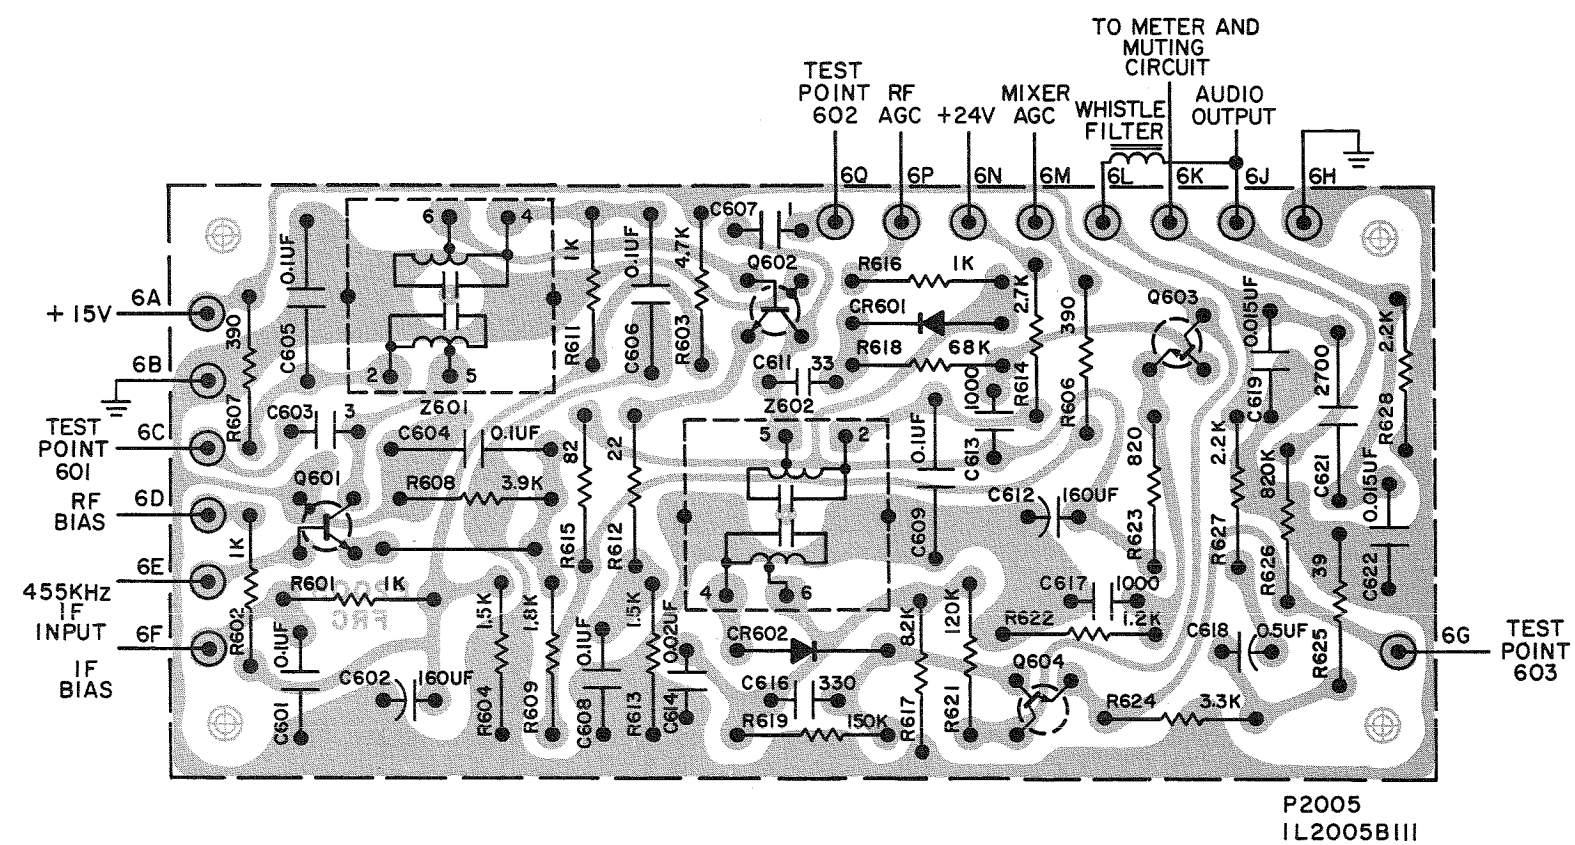 TO METER AND
MUTING
CIRCUIT
TEST
POINT
602
RF
AGC
+24V
MIXER
AGC
WHISTLE
FILTER
AUDIO
OUTPUT
6Q
6P
6N
6M
6L
6K
6J
6H
+15V
6A
6B
TEST
POINT
601
6C
RF
BIAS
6D
6E
455KHz
IF
INPUT
6F
IF
BIAS
6G
TEST
POINT
603
390
R607
0.1UF
C605
6
4
2
5
Z601
1K
R611
0.1UF
C606
4.7K
R603
C607
1
Q602
R616
1K
CR601
R618
68K
C611
33
Z602
2.7K
R614
390
R606
Q603
0.015UF
C619
2700
C621
2.2K
R628
C603
3
C604
0.1UF
Q601
R608
3.9K
82
R615
22
R612
5
2
4
6
0.1UF
C609
1000
C613
C612
160UF
820
R623
2.2K
R627
820K
R626
39
R625
0.015UF
C622
1K
R602
R601
1K
FRC
0.1UF
C601
C602
160UF
1.5K
R604
1.8K
R609
0.1UF
C608
1.5K
R613
0.02UF
C614
CR602
C616
330
R619
150K
82K
R617
120K
R621
C617
1000
R622
1.2K
Q604
R624
3.3K
C618
0.5UF
P2005
1L2005B111